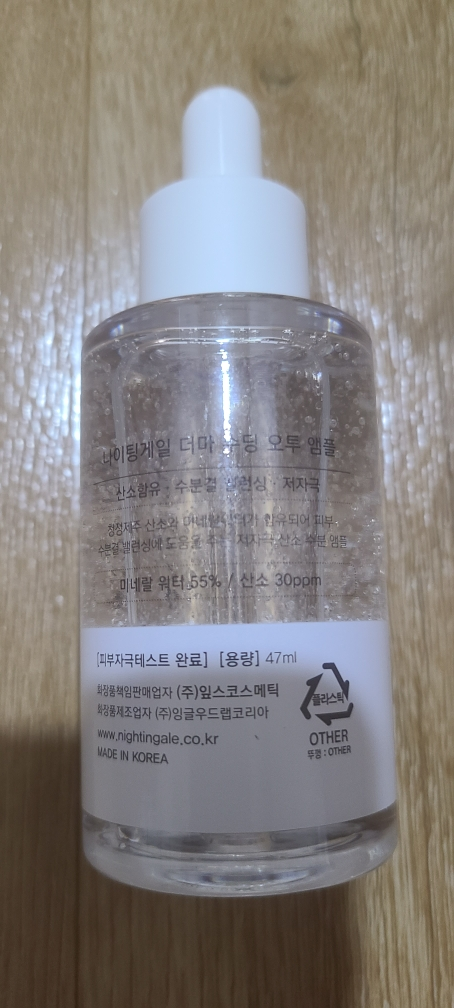 나이팅게일 더마 수딩 오투 앰플
산소함유 · 수분결 밸런싱 · 저자극
청정제주 산소와 미네랄워터가 함유되어 피부
수분결 밸런싱에 도움을 주는 저자극 산소 수분 앰플
미네랄 워터 55% / 산소 30ppm
[피부자극테스트 완료] [용량] 47ml
화장품책임판매업자 (주)잎스코스메틱
화장품제조업자 (주)잉글우드랩코리아
www.nightingale.co.kr
MADE IN KOREA
플라스틱
OTHER
뚜껑 : OTHER